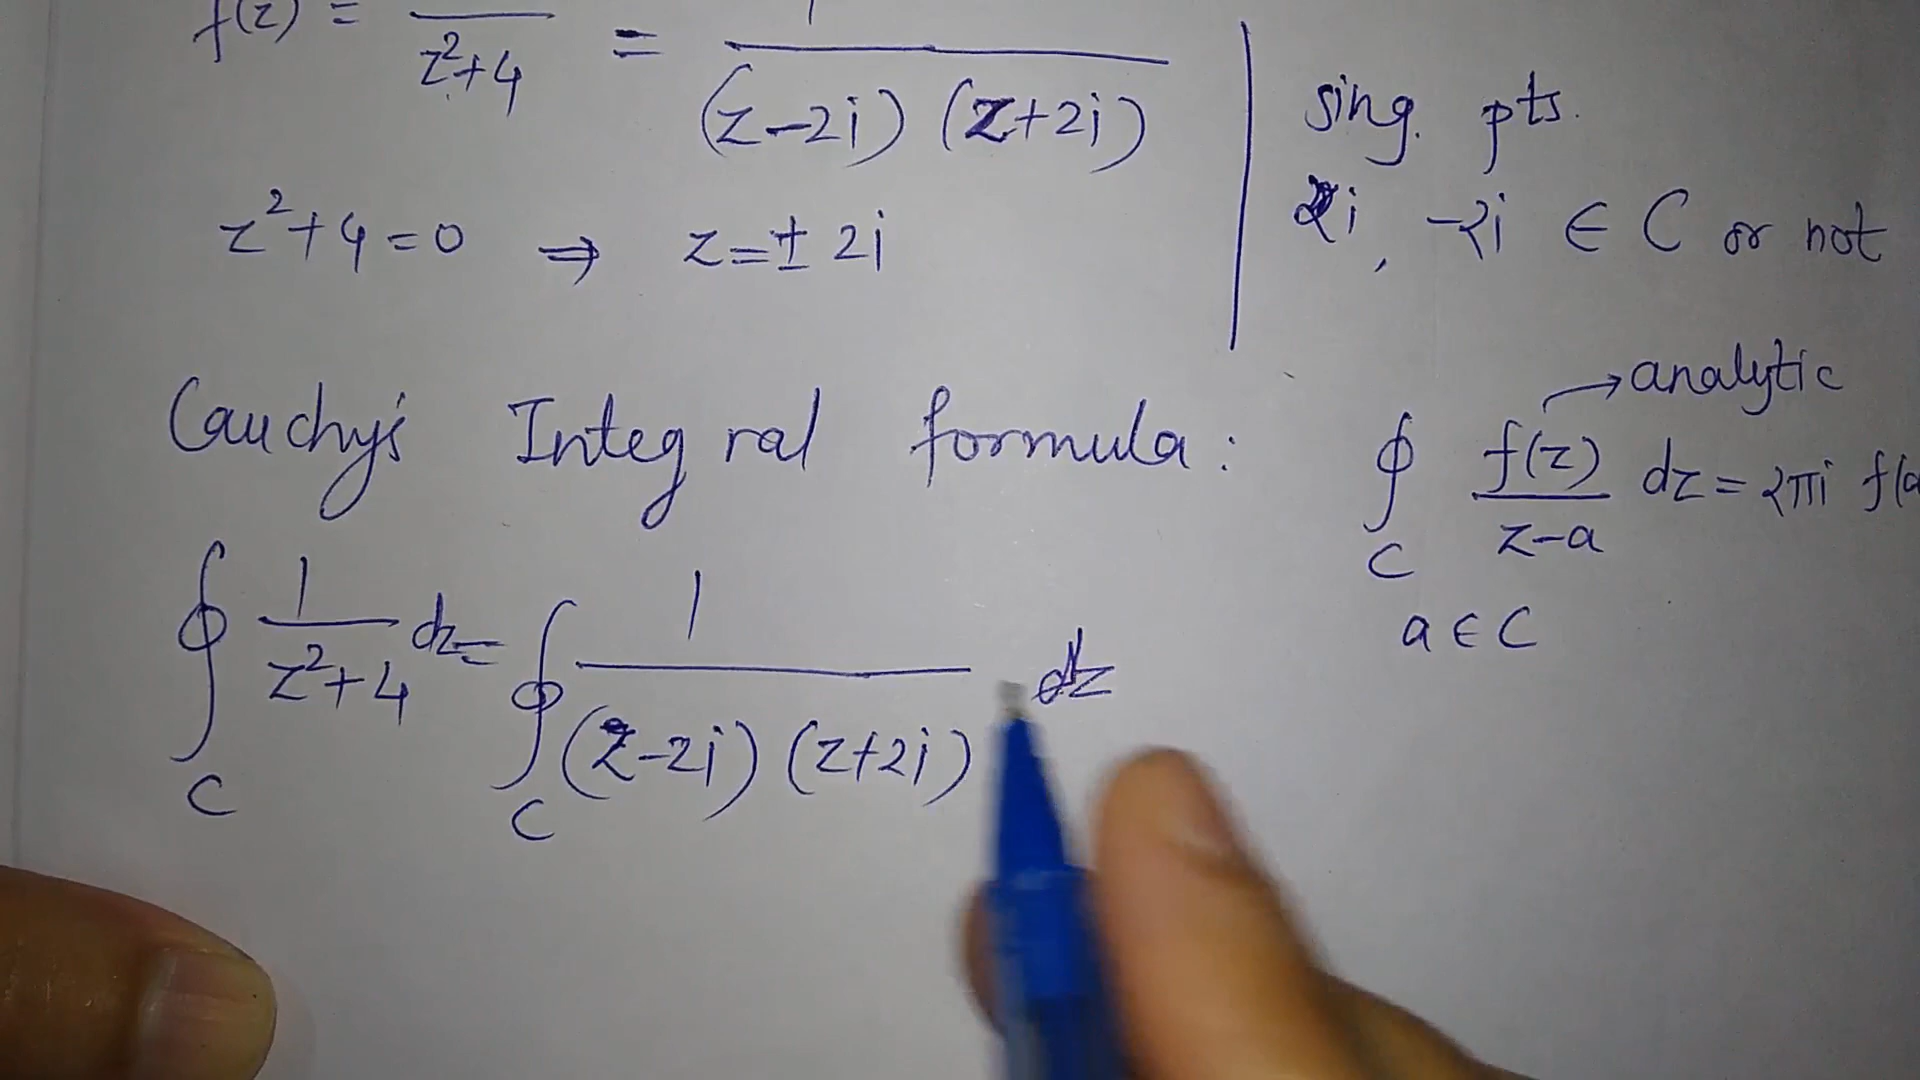 f(z) = 1/(z²+4) = 1/((z-2i)(z+2i))
z²+4=0 ⇒ z=± 2i
sing. pts.
2i, -2i ∈ C or not
Cauchy's Integral formula:
∮_C f(z)/(z-a) dz = 2πi f(a
→ analytic
a ∈ C
∮_C 1/(z²+4) dz = ∮_C 1/((z-2i)(z+2i)) dz